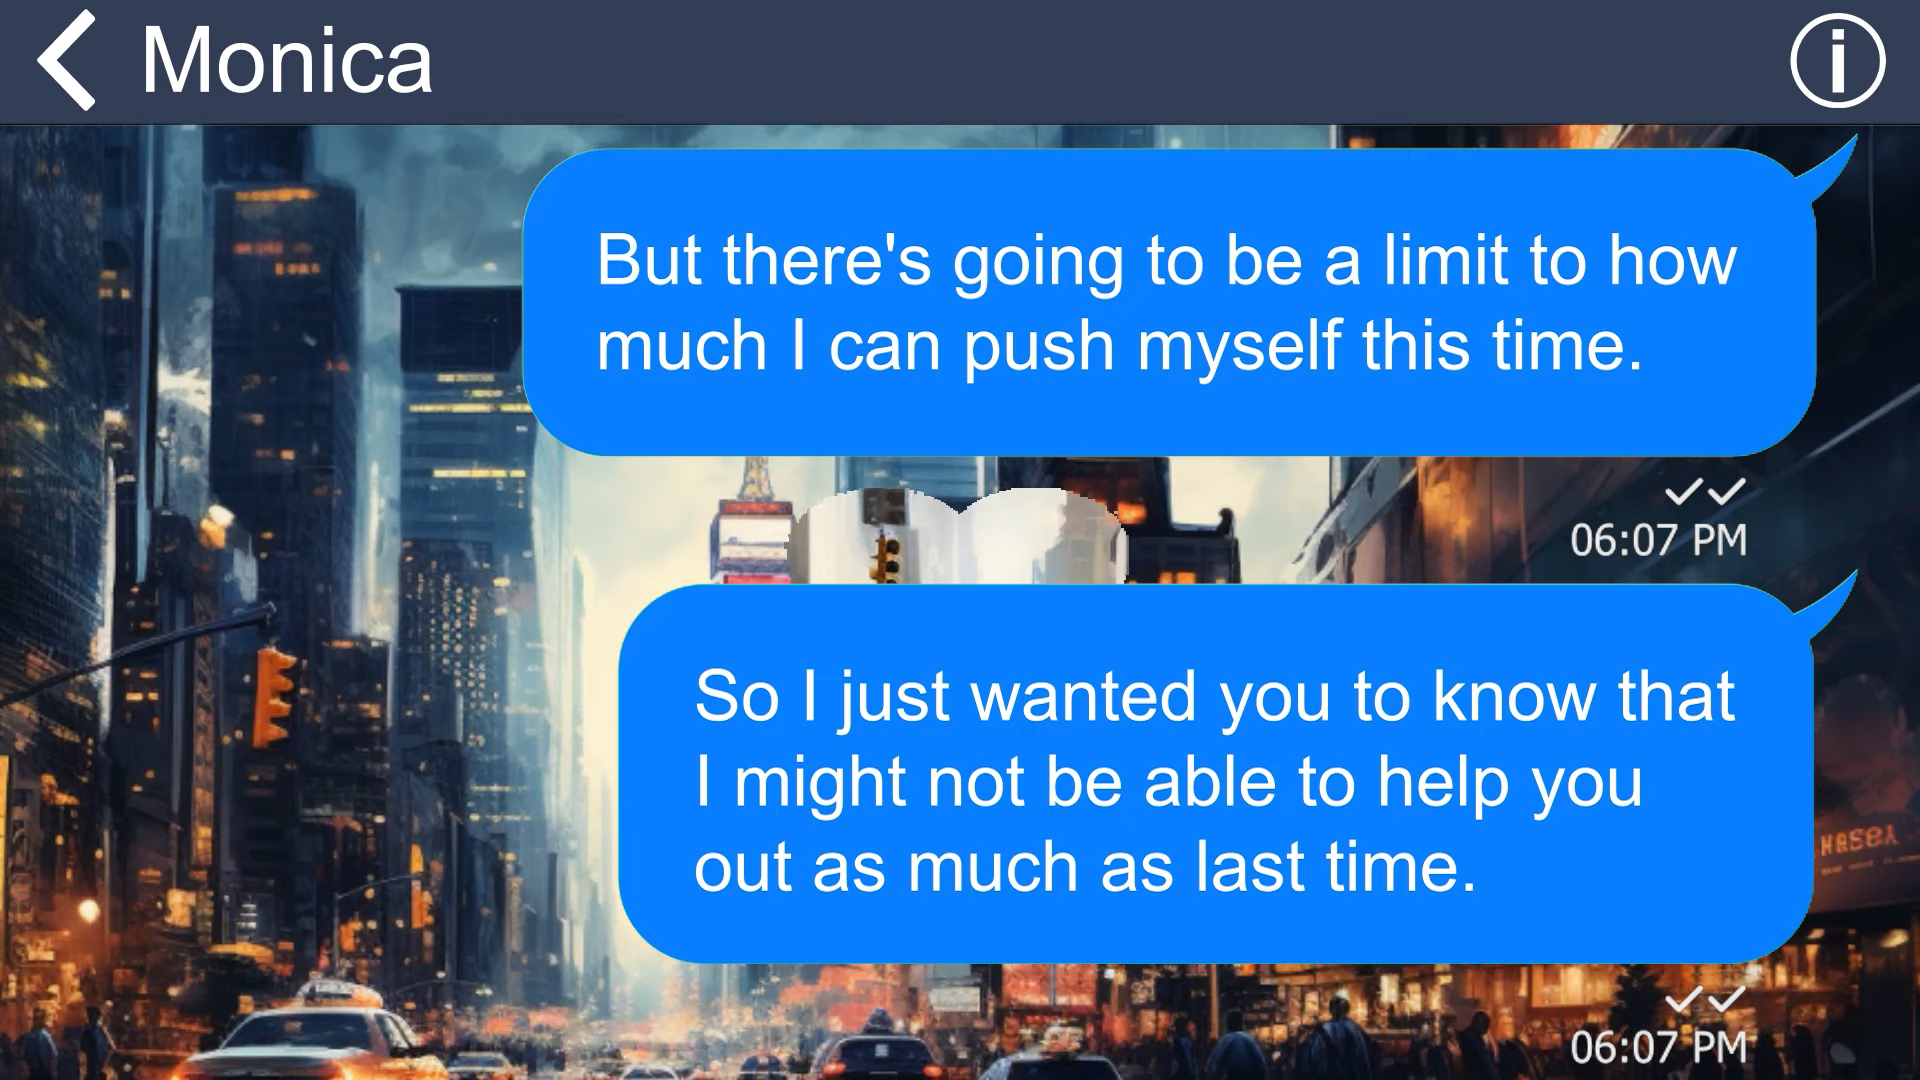 Monica
But there's going to be a limit to how
much I can push myself this time.
06:07 PM
So I just wanted you to know that
I might not be able to help you
out as much as last time.
06:07 PM